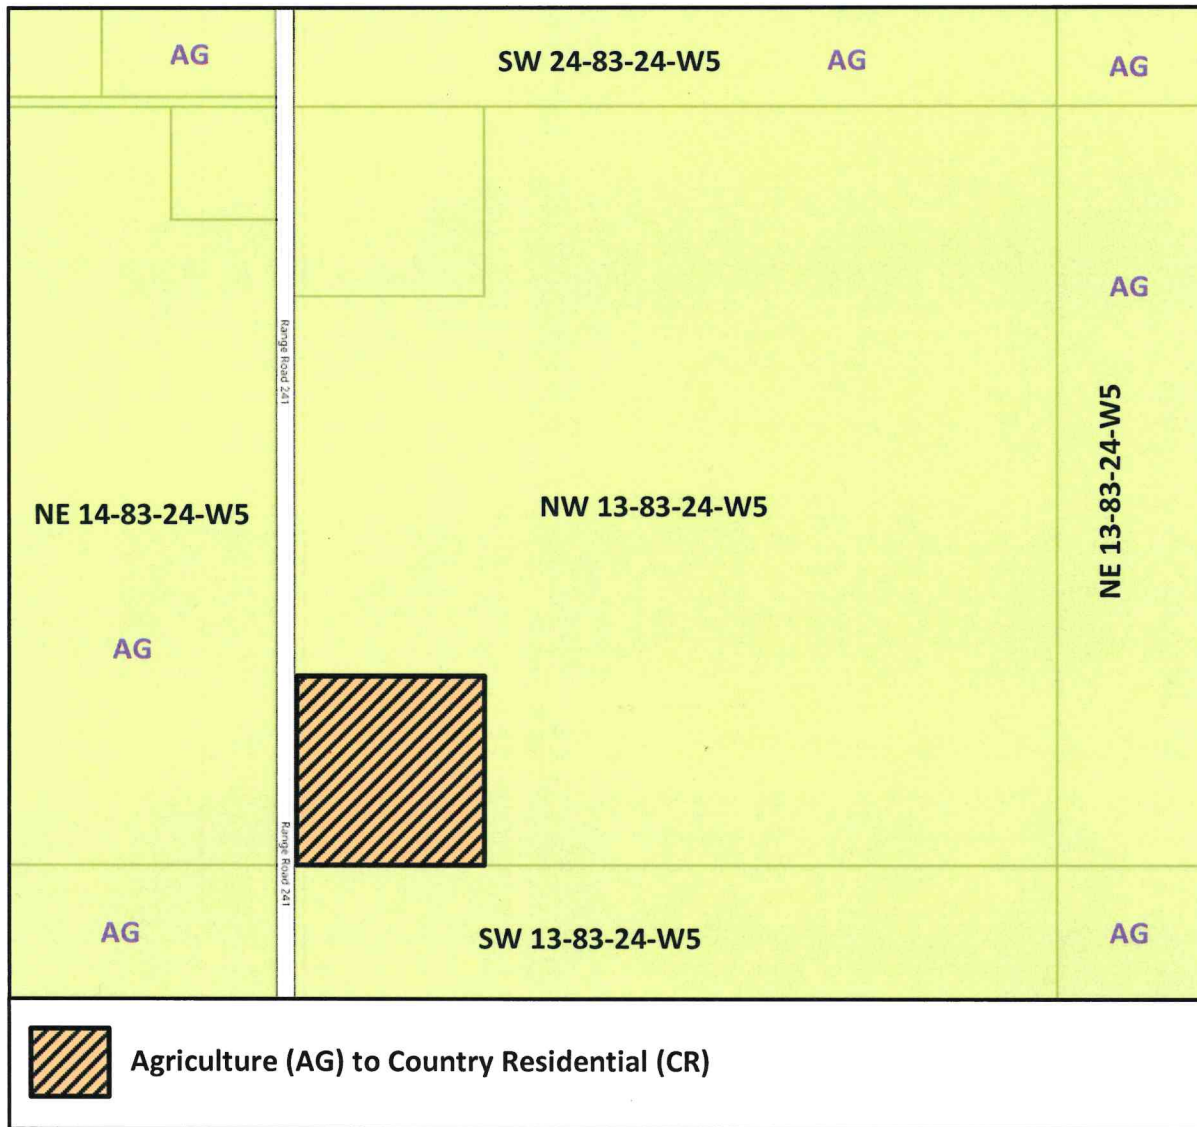 AG
SW 24-83-24-W5
AG
AG
AG
Range Road 241
NE 13-83-24-W5
NE 14-83-24-W5
NW 13-83-24-W5
AG
Range Road 241
AG
SW 13-83-24-W5
AG
Agriculture (AG) to Country Residential (CR)